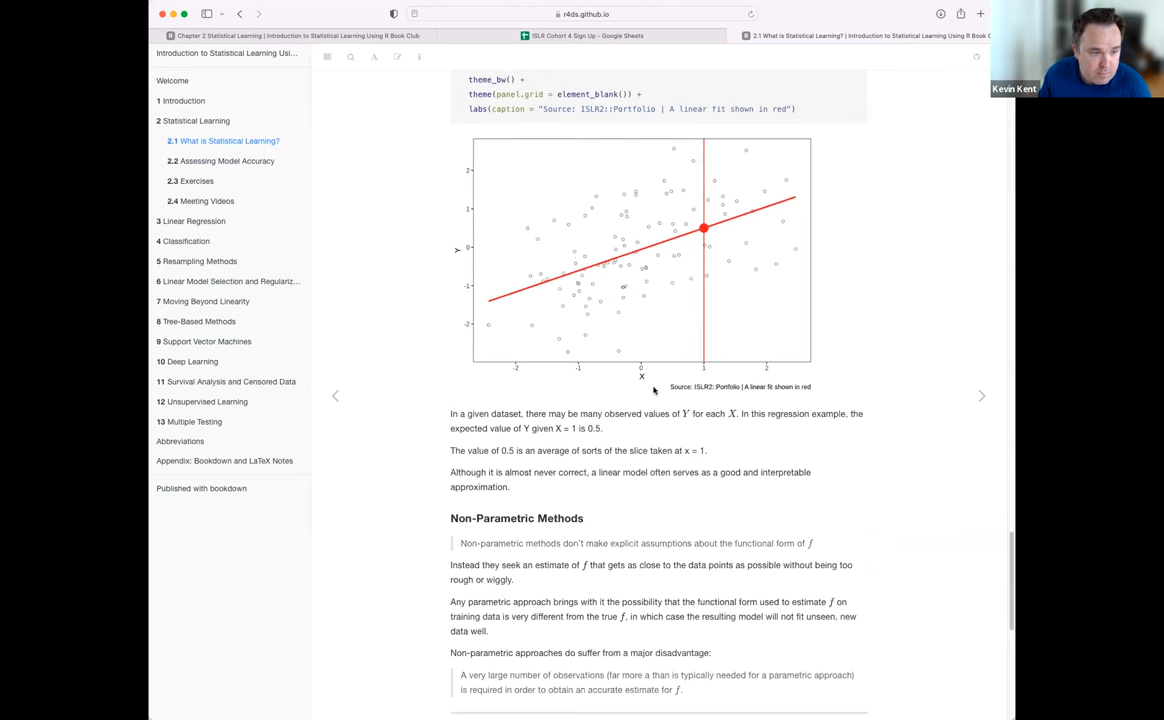 r4ds.github.io
Chapter 2 Statistical Learning | Introduction to Statistical Learning Using R Book Club
ISLR Cohort 4 Sign Up - Google Sheets
2.1 What is Statistical Learning? | Introduction to Statistical Learning Using R Book C
Kevin Kent
Introduction to Statistical Learning Usi...
Welcome
1 Introduction
2 Statistical Learning
2.1 What is Statistical Learning?
2.2 Assessing Model Accuracy
2.3 Exercises
2.4 Meeting Videos
3 Linear Regression
4 Classification
5 Resampling Methods
6 Linear Model Selection and Regulariz...
7 Moving Beyond Linearity
8 Tree-Based Methods
9 Support Vector Machines
10 Deep Learning
11 Survival Analysis and Censored Data
12 Unsupervised Learning
13 Multiple Testing
Abbreviations
Appendix: Bookdown and LaTeX Notes
Published with bookdown
A
i
theme_bw() +
theme(panel.grid = element_blank()) +
labs(caption = "Source: ISLR2::Portfolio | A linear fit shown in red")
2
1
0
-1
-2
Y
-2 -1 0 1 2
X
Source: ISLR2::Portfolio | A linear fit shown in red
In a given dataset, there may be many observed values of Y for each X. In this regression example, the
expected value of Y given X = 1 is 0.5.
The value of 0.5 is an average of sorts of the slice taken at x = 1.
Although it is almost never correct, a linear model often serves as a good and interpretable
approximation.
Non-Parametric Methods
Non-parametric methods don't make explicit assumptions about the functional form of f
Instead they seek an estimate of f that gets as close to the data points as possible without being too
rough or wiggly.
Any parametric approach brings with it the possibility that the functional form used to estimate f on
training data is very different from the true f, in which case the resulting model will not fit unseen, new
data well.
Non-parametric approaches do suffer from a major disadvantage:
A very large number of observations (far more a than is typically needed for a parametric approach)
is required in order to obtain an accurate estimate for f.